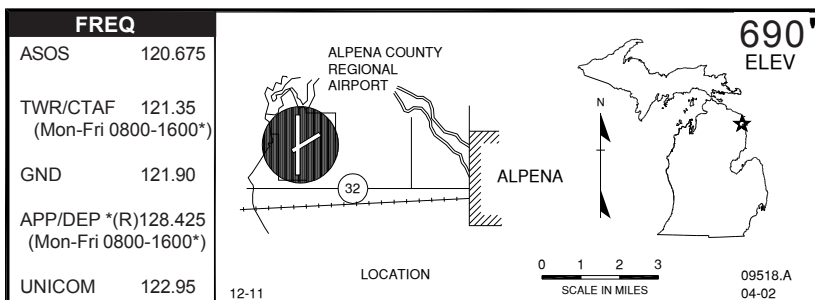 FREQ
ASOS 120.675
TWR/CTAF 121.35
(Mon-Fri 0800-1600*)
GND 121.90
APP/DEP *(R)128.425
(Mon-Fri 0800-1600*)
UNICOM 122.95
ALPENA COUNTY
REGIONAL
AIRPORT
32
ALPENA
LOCATION
12-11
690'
ELEV
N
0 1 2 3
SCALE IN MILES
09518.A
04-02